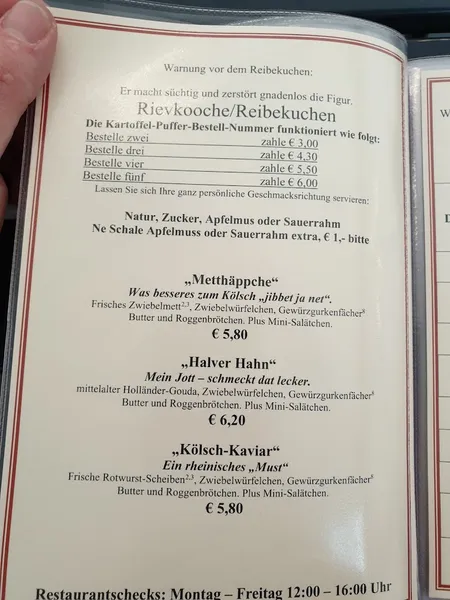 Warnung vor dem Reibekuchen:
Er macht süchtig und zerstört gnadenlos die Figur.
Rievkooche/Reibekuchen
Die Kartoffel-Puffer-Bestell-Nummer funktioniert wie folgt:
Bestelle zwei zahle € 3,00
Bestelle drei zahle € 4,30
Bestelle vier zahle € 5,50
Bestelle fünf zahle € 6,00
Lassen Sie sich Ihre ganz persönliche Geschmacksrichtung servieren:
Natur, Zucker, Apfelmus oder Sauerrahm
Ne Schale Apfelmuss oder Sauerrahm extra, € 1,- bitte
„Metthäppche“
Was besseres zum Kölsch „jibbet ja net“.
Frisches Zwiebelmett2,3, Zwiebelwürfelchen, Gewürzgurkenfächer8
Butter und Roggenbrötchen. Plus Mini-Salätchen.
€ 5,80
„Halver Hahn“
Mein Jott – schmeckt dat lecker.
mittelalter Holländer-Gouda, Zwiebelwürfelchen, Gewürzgurkenfächer8
Butter und Roggenbrötchen. Plus Mini-Salätchen.
€ 6,20
„Kölsch-Kaviar“
Ein rheinisches „Must“
Frische Rotwurst-Scheiben2,3, Zwiebelwürfelchen, Gewürzgurkenfächer8
Butter und Roggenbrötchen. Plus Mini-Salätchen.
€ 5,80
Restaurantschecks: Montag – Freitag 12:00 – 16:00 Uhr